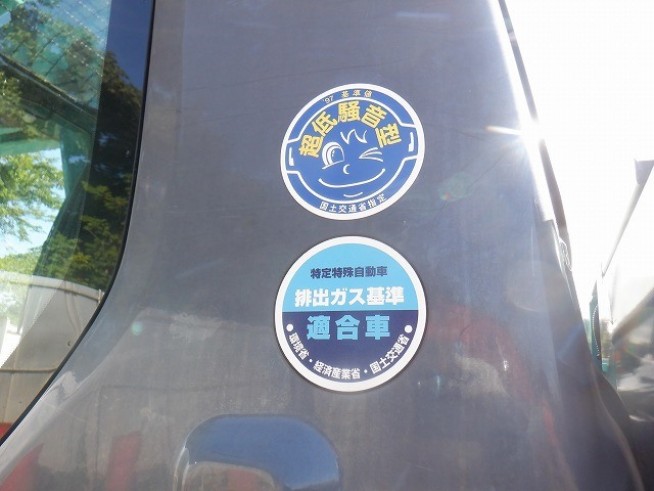 '97 基準値
超低騒音型
国土交通省指定
特定特殊自動車
排出ガス基準
適合車
環境省・経済産業省・国土交通省